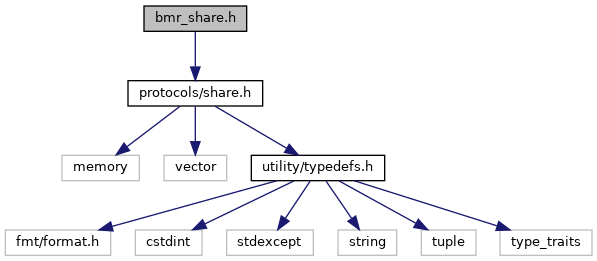 bmr_share.h
protocols/share.h
memory
vector
utility/typedefs.h
fmt/format.h
cstdint
stdexcept
string
tuple
type_traits